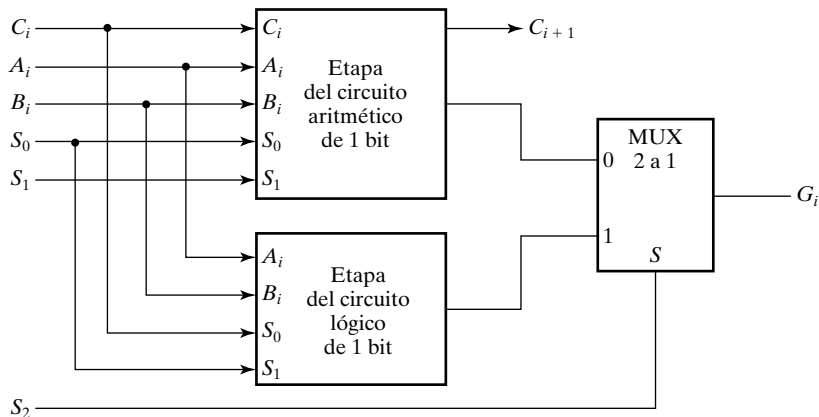 C_i
A_i
B_i
S_0
S_1
S_2
C_i
A_i
B_i
S_0
S_1
Etapa
del circuito
aritmético
de 1 bit
C_{i+1}
A_i
B_i
S_0
S_1
Etapa
del circuito
lógico
de 1 bit
MUX
2 a 1
0
1
S
G_i